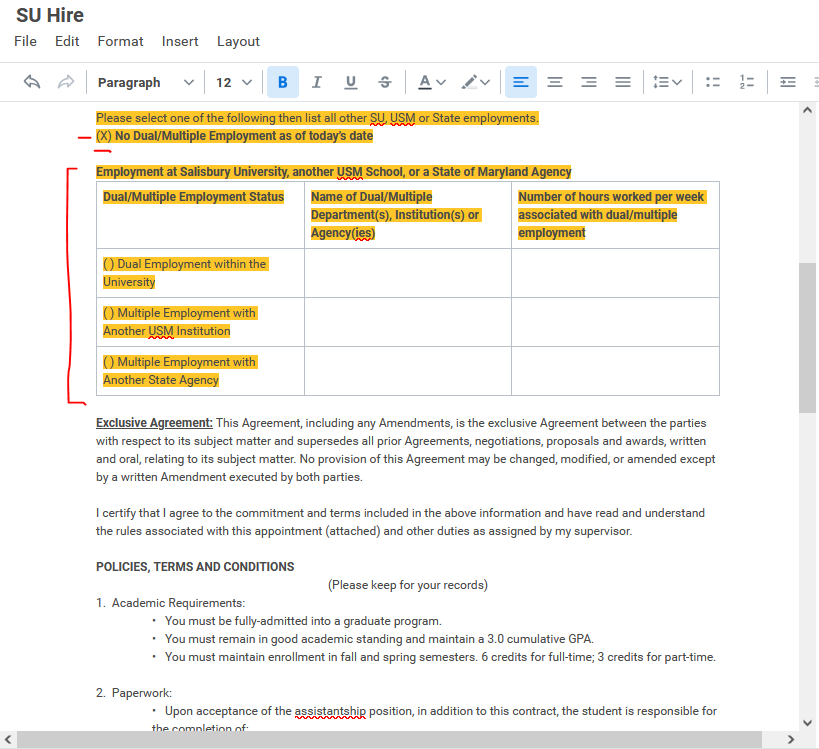 SU Hire
File Edit Format Insert Layout
Paragraph 12 B I U S A
Please select one of the following then list all other SU, USM or State employments.
(X) No Dual/Multiple Employment as of today's date
Employment at Salisbury University, another USM School, or a State of Maryland Agency
Dual/Multiple Employment Status
Name of Dual/Multiple
Department(s), Institution(s) or
Agency(ies)
Number of hours worked per week
associated with dual/multiple
employment
( ) Dual Employment within the
University
( ) Multiple Employment with
Another USM Institution
( ) Multiple Employment with
Another State Agency
Exclusive Agreement: This Agreement, including any Amendments, is the exclusive Agreement between the parties
with respect to its subject matter and supersedes all prior Agreements, negotiations, proposals and awards, written
and oral, relating to its subject matter. No provision of this Agreement may be changed, modified, or amended except
by a written Amendment executed by both parties.
I certify that I agree to the commitment and terms included in the above information and have read and understand
the rules associated with this appointment (attached) and other duties as assigned by my supervisor.
POLICIES, TERMS AND CONDITIONS
(Please keep for your records)
1. Academic Requirements:
• You must be fully-admitted into a graduate program.
• You must remain in good academic standing and maintain a 3.0 cumulative GPA.
• You must maintain enrollment in fall and spring semesters. 6 credits for full-time; 3 credits for part-time.
2. Paperwork:
• Upon acceptance of the assistantship position, in addition to this contract, the student is responsible for
the completion of: